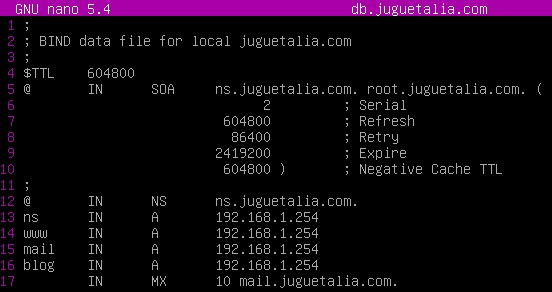 GNU nano 5.4 db.juguetalia.com
1 ;
2 ; BIND data file for local juguetalia.com
3 ;
4 $TTL 604800
5 @ IN SOA ns.juguetalia.com. root.juguetalia.com. (
6 2 ; Serial
7 604800 ; Refresh
8 86400 ; Retry
9 2419200 ; Expire
10 604800 ) ; Negative Cache TTL
11 ;
12 @ IN NS ns.juguetalia.com.
13 ns IN A 192.168.1.254
14 www IN A 192.168.1.254
15 mail IN A 192.168.1.254
16 blog IN A 192.168.1.254
17 IN MX 10 mail.juguetalia.com.